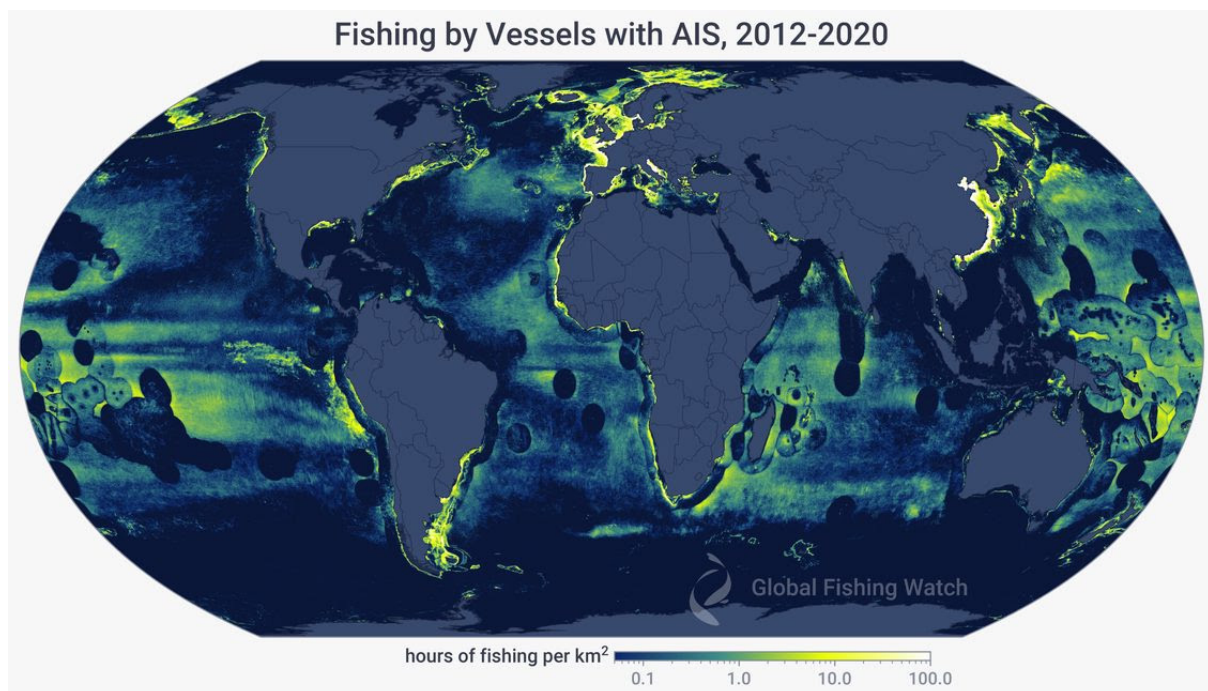 Fishing by Vessels with AIS, 2012-2020
Global Fishing Watch
hours of fishing per km²
0.1 1.0 10.0 100.0